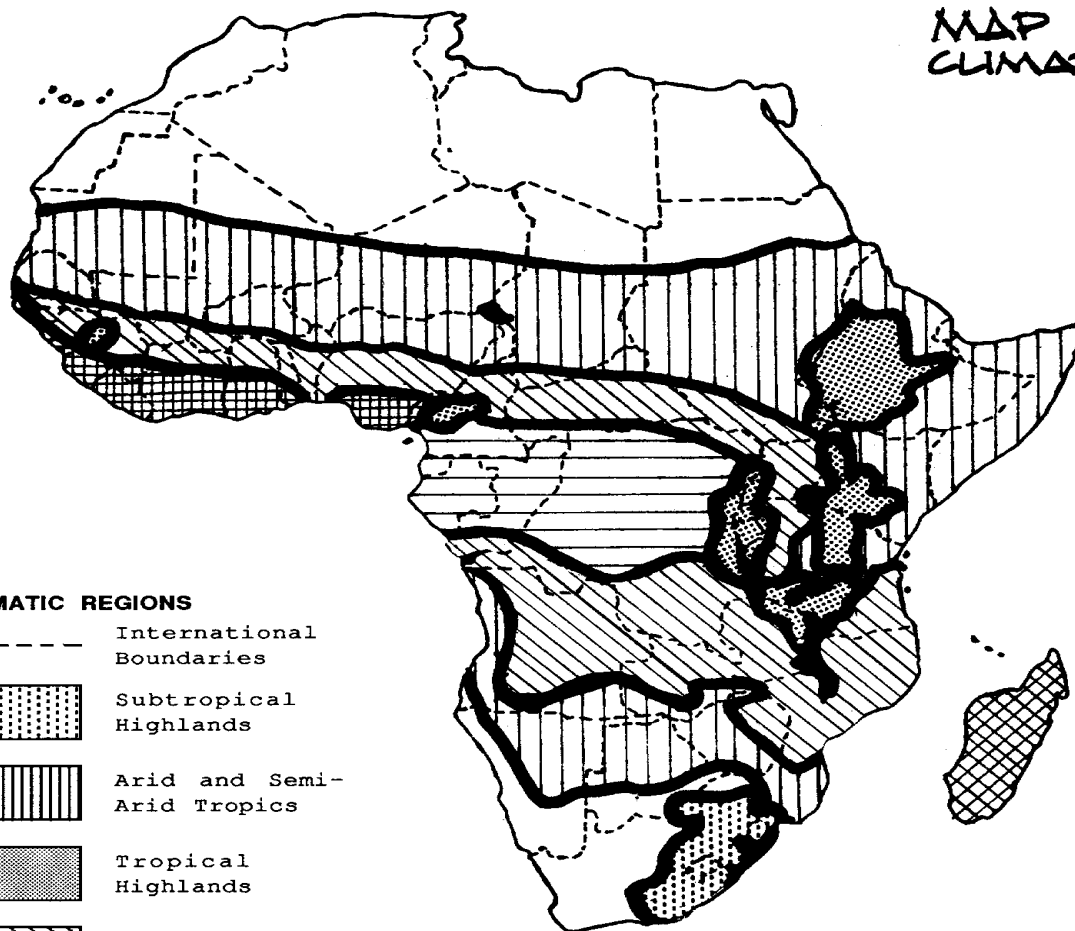 MAP
CLIMA
MATIC REGIONS
International
Boundaries
Subtropical
Highlands
Arid and Semi-
Arid Tropics
Tropical
Highlands